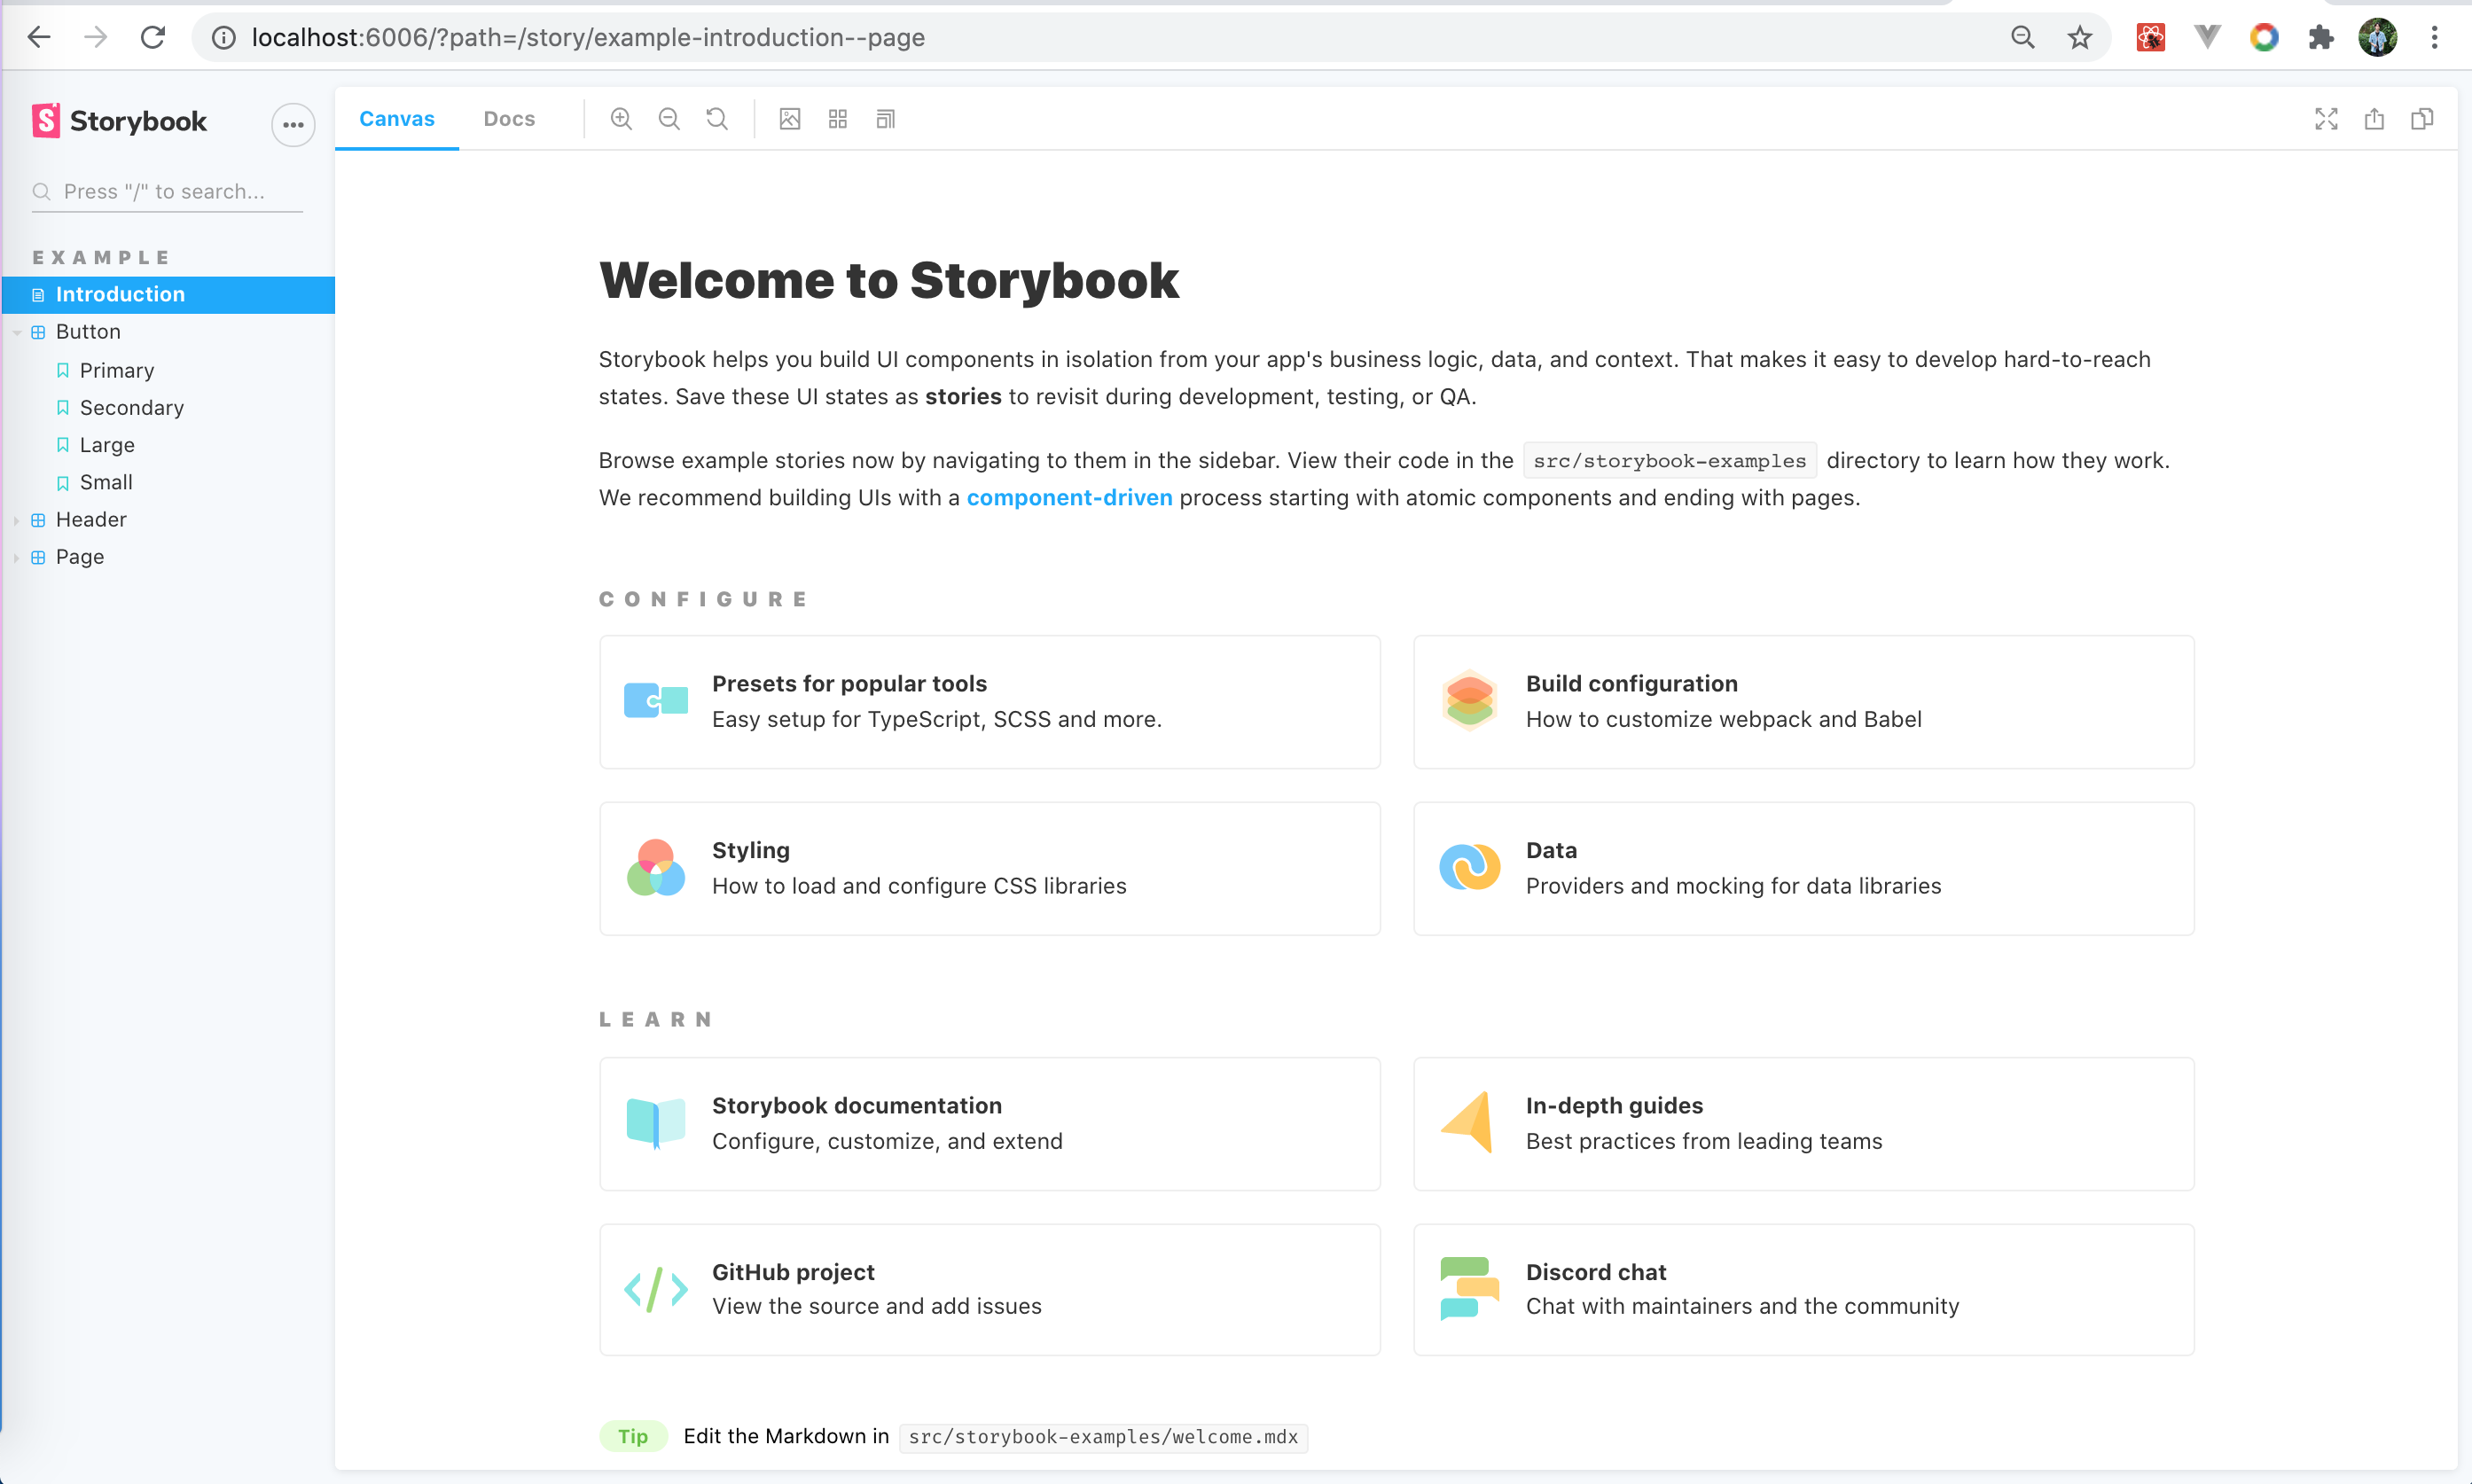 localhost:6006/?path=/story/example-introduction--page
Storybook
Canvas
Docs
Press "/" to search...
EXAMPLE
Introduction
Button
Primary
Secondary
Large
Small
Header
Page
Welcome to Storybook
Storybook helps you build UI components in isolation from your app's business logic, data, and context. That makes it easy to develop hard-to-reach
states. Save these UI states as stories to revisit during development, testing, or QA.
Browse example stories now by navigating to them in the sidebar. View their code in the src/storybook-examples directory to learn how they work.
We recommend building UIs with a component-driven process starting with atomic components and ending with pages.
CONFIGURE
Presets for popular tools
Easy setup for TypeScript, SCSS and more.
Build configuration
How to customize webpack and Babel
Styling
How to load and configure CSS libraries
Data
Providers and mocking for data libraries
LEARN
Storybook documentation
Configure, customize, and extend
In-depth guides
Best practices from leading teams
GitHub project
View the source and add issues
Discord chat
Chat with maintainers and the community
Tip Edit the Markdown in src/storybook-examples/welcome.mdx